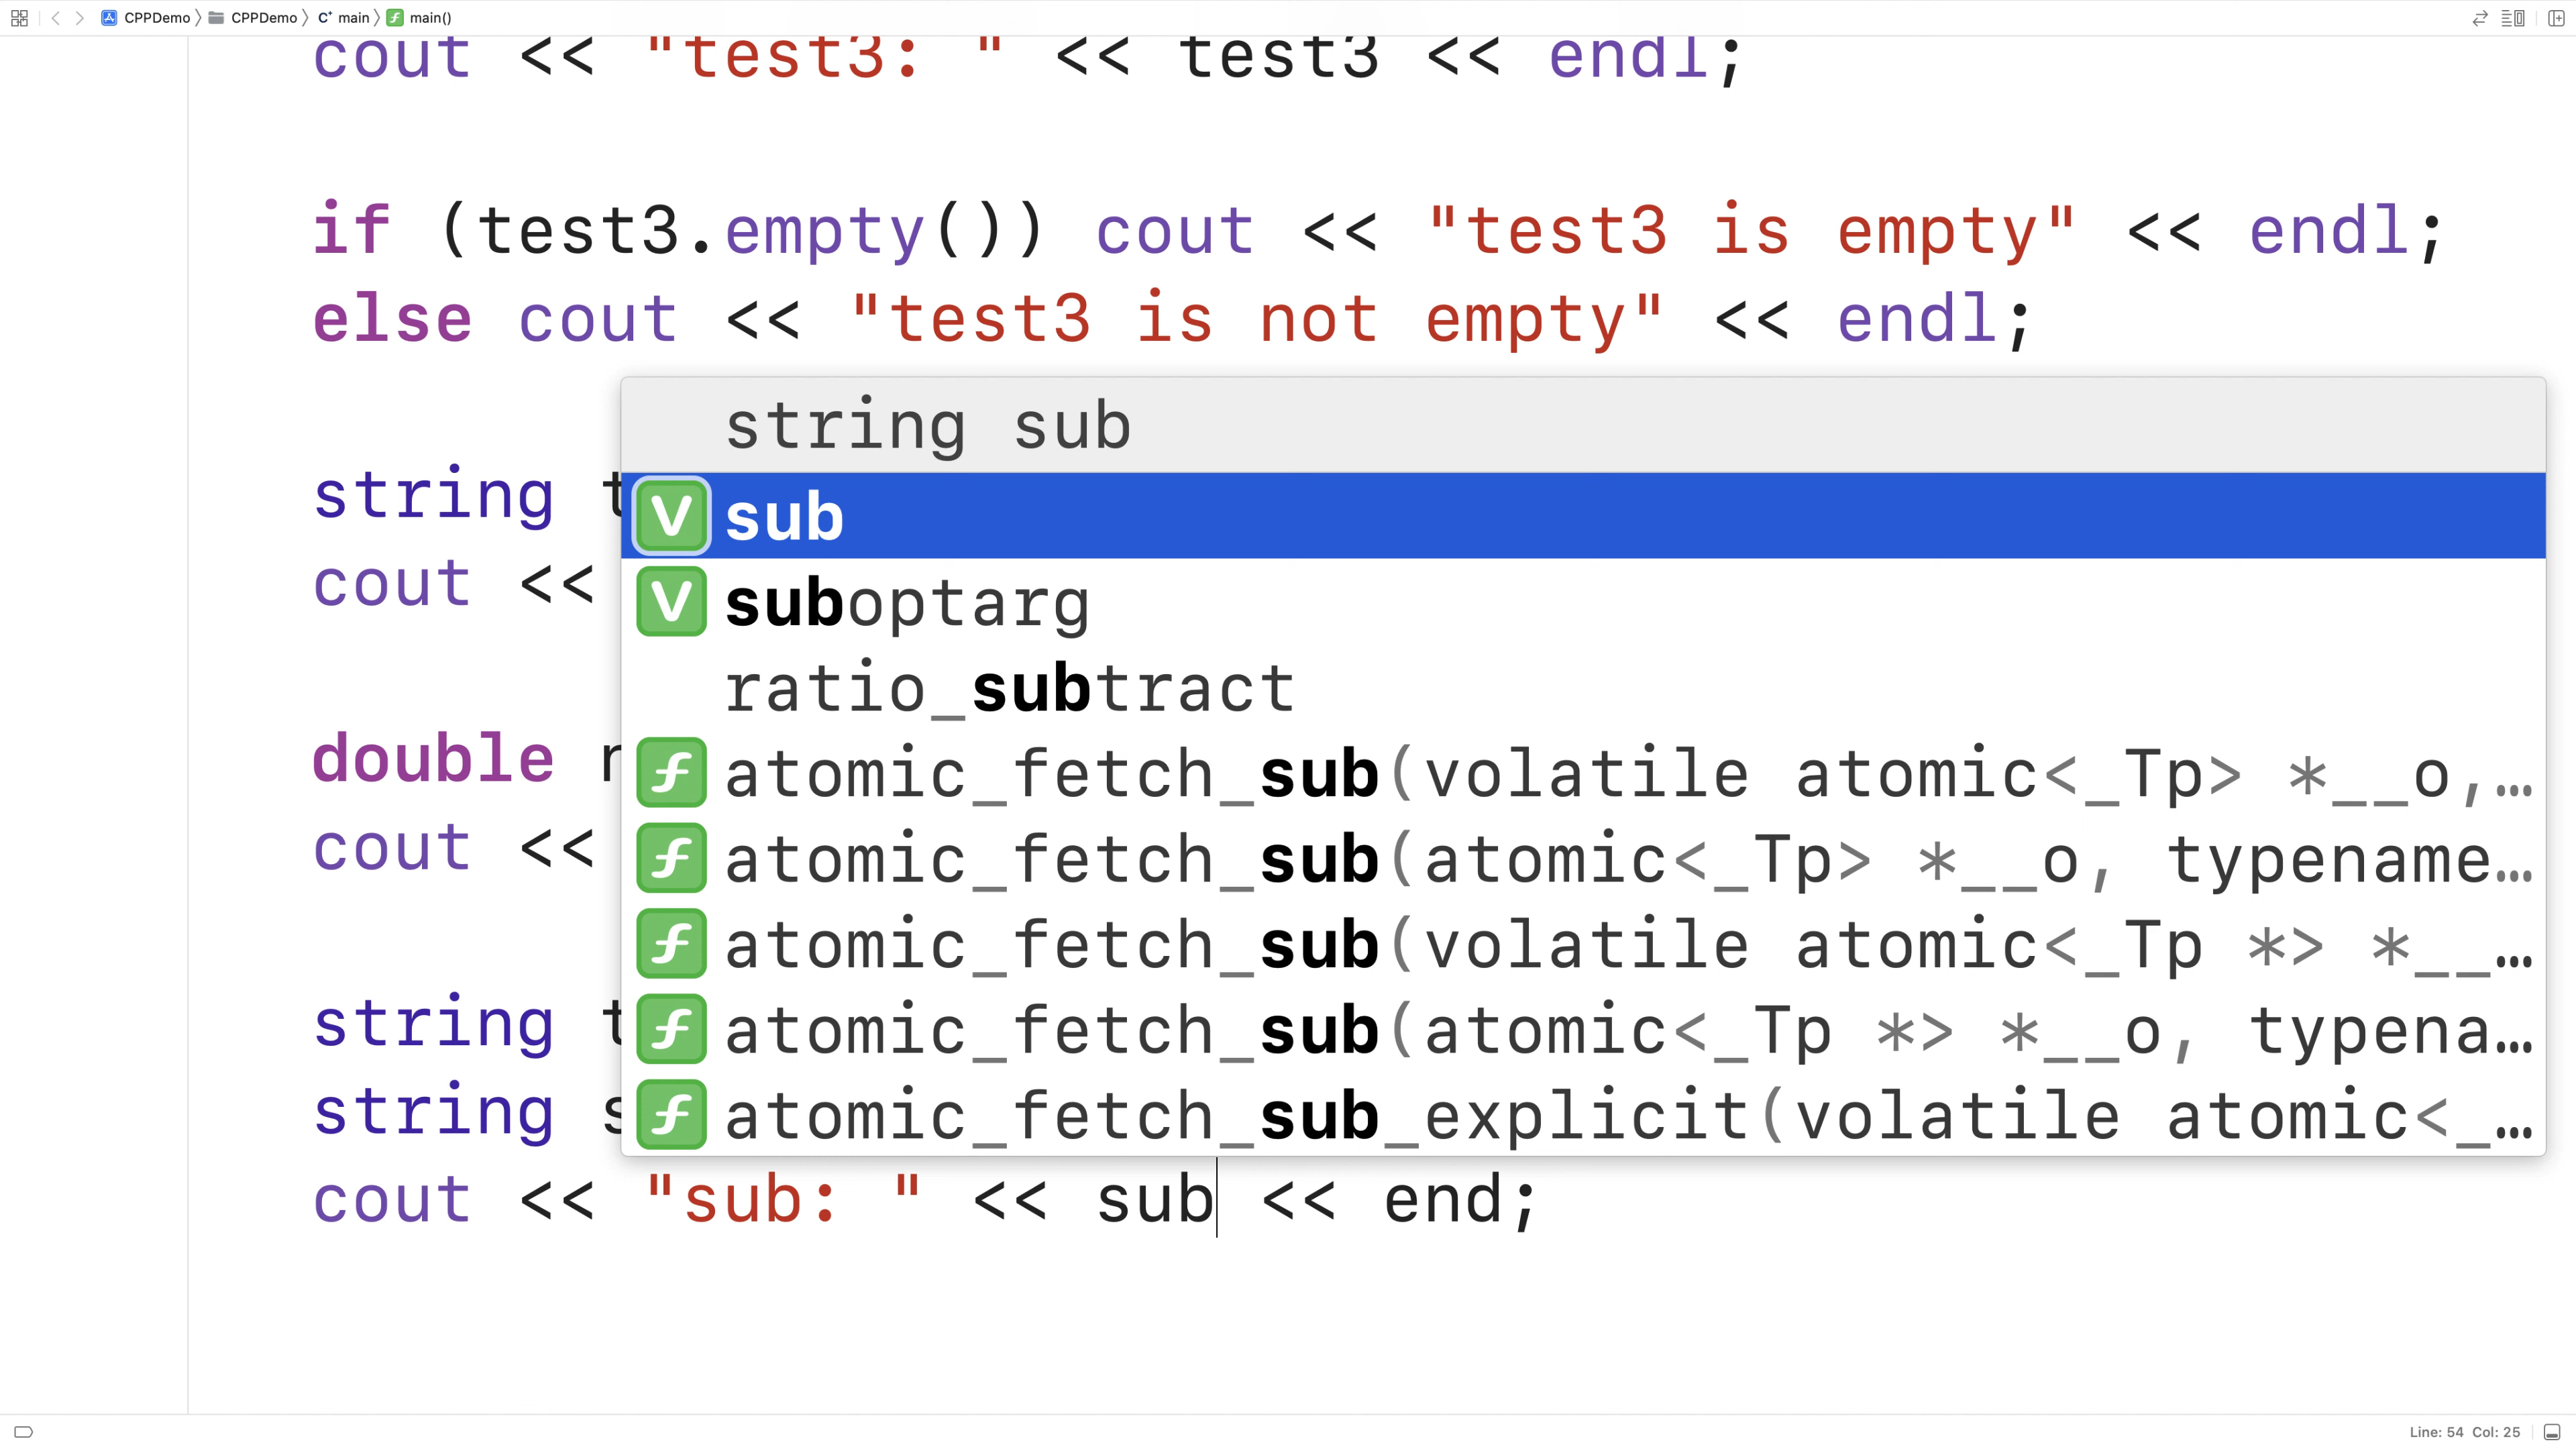 CPPDemo CPPDemo main main()
cout << "test3: " << test3 << endl;
if (test3.empty()) cout << "test3 is empty" << endl;
else cout << "test3 is not empty" << endl;
string sub
string
sub
cout <<
suboptarg
ratio_subtract
double
atomic_fetch_sub(volatile atomic<_Tp> *__o,…
cout <<
atomic_fetch_sub(atomic<_Tp> *__o, typename…
atomic_fetch_sub(volatile atomic<_Tp *> *__…
string
atomic_fetch_sub(atomic<_Tp *> *__o, typena…
string
atomic_fetch_sub_explicit(volatile atomic<_…
cout << "sub: " << sub << end;
Line: 54 Col: 25